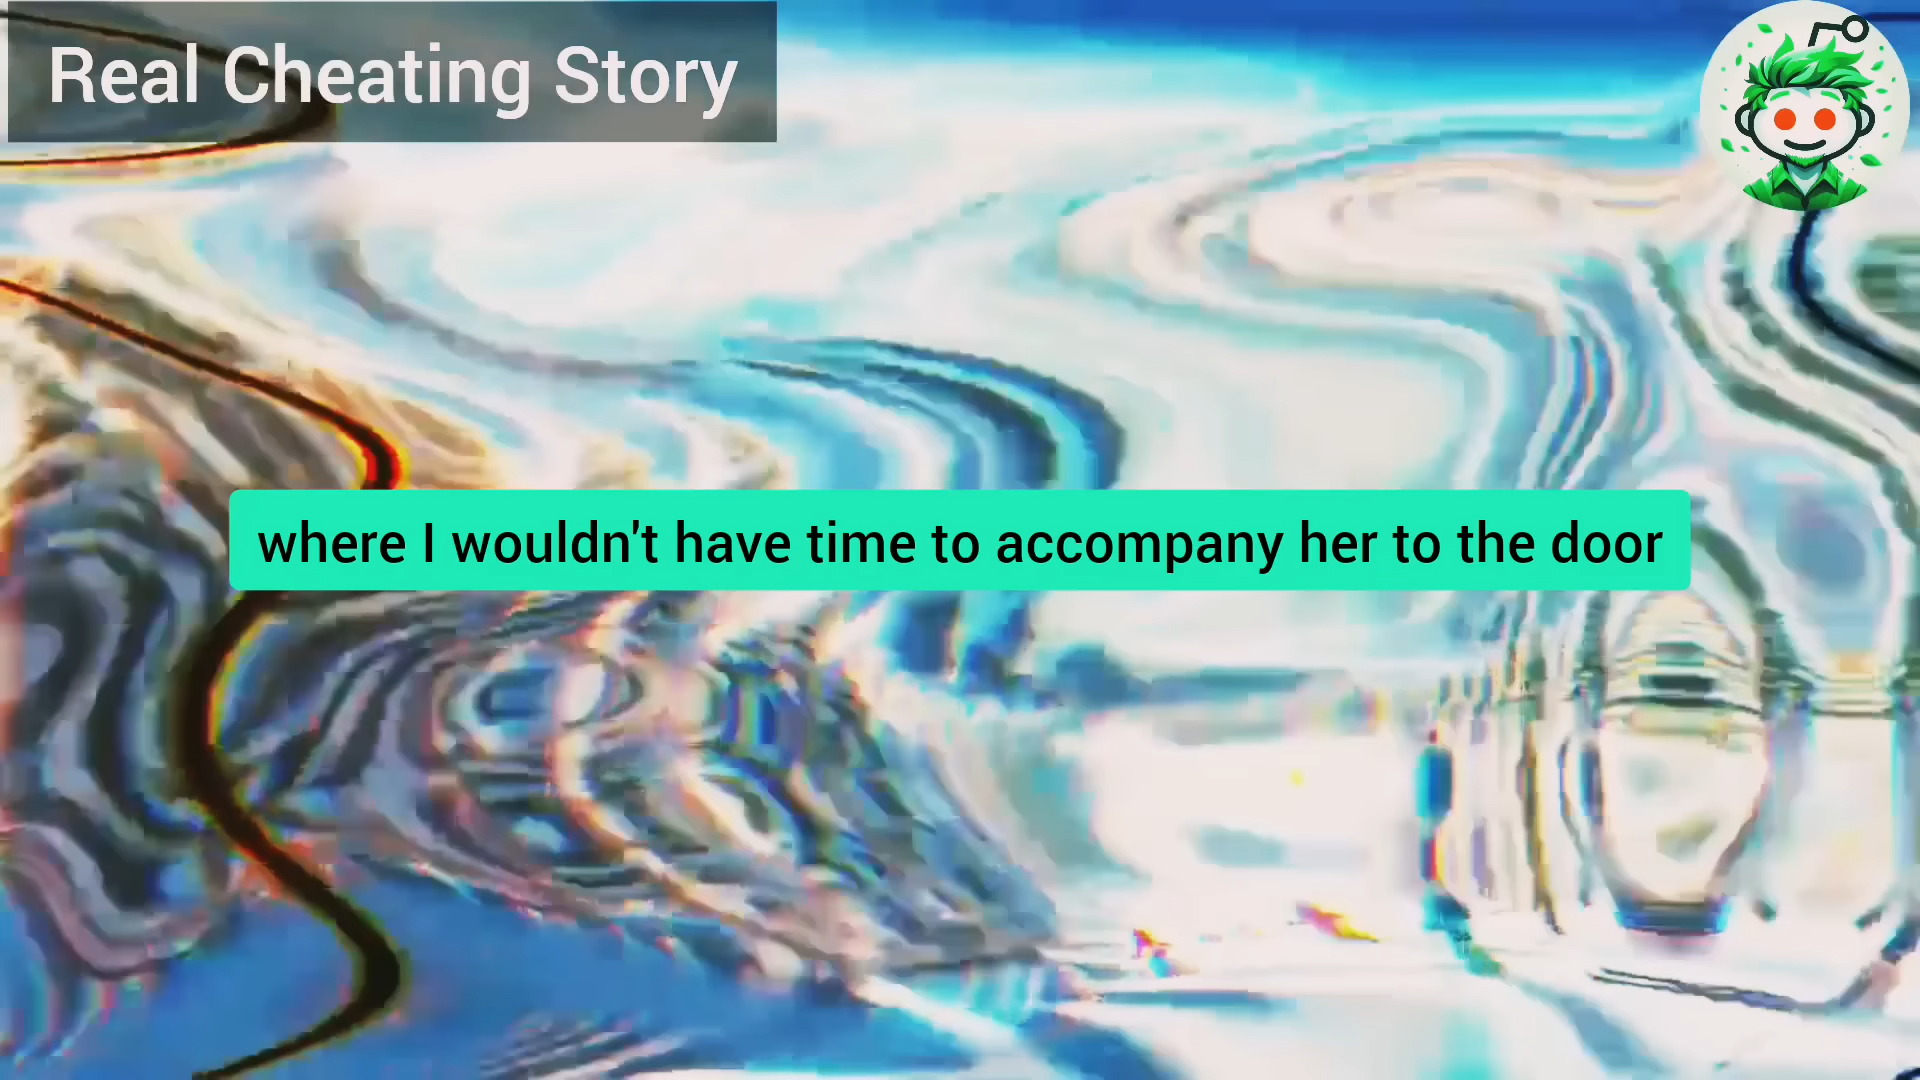 Real Cheating Story
where I wouldn't have time to accompany her to the door